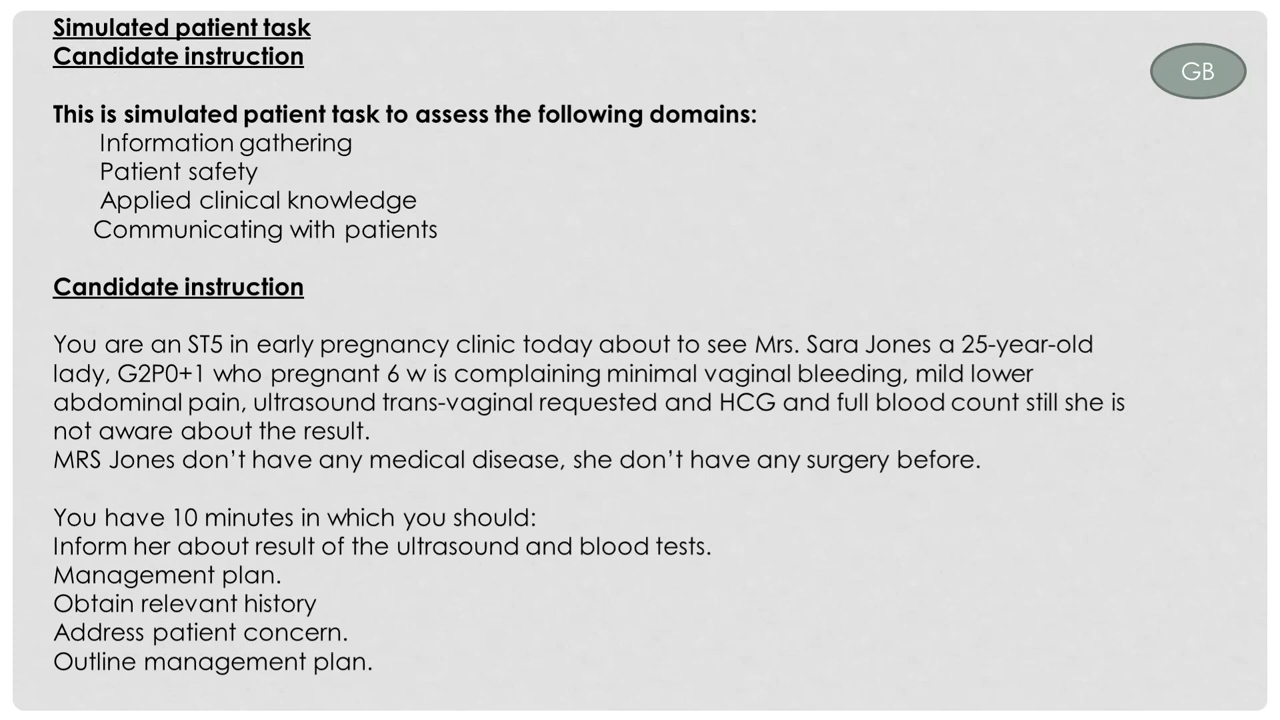 Simulated patient task
Candidate instruction
GB
This is simulated patient task to assess the following domains:
Information gathering
Patient safety
Applied clinical knowledge
Communicating with patients
Candidate instruction
You are an ST5 in early pregnancy clinic today about to see Mrs. Sara Jones a 25-year-old
lady, G2P0+1 who pregnant 6 w is complaining minimal vaginal bleeding, mild lower
abdominal pain, ultrasound trans-vaginal requested and HCG and full blood count still she is
not aware about the result.
MRS Jones don’t have any medical disease, she don’t have any surgery before.
You have 10 minutes in which you should:
Inform her about result of the ultrasound and blood tests.
Management plan.
Obtain relevant history
Address patient concern.
Outline management plan.